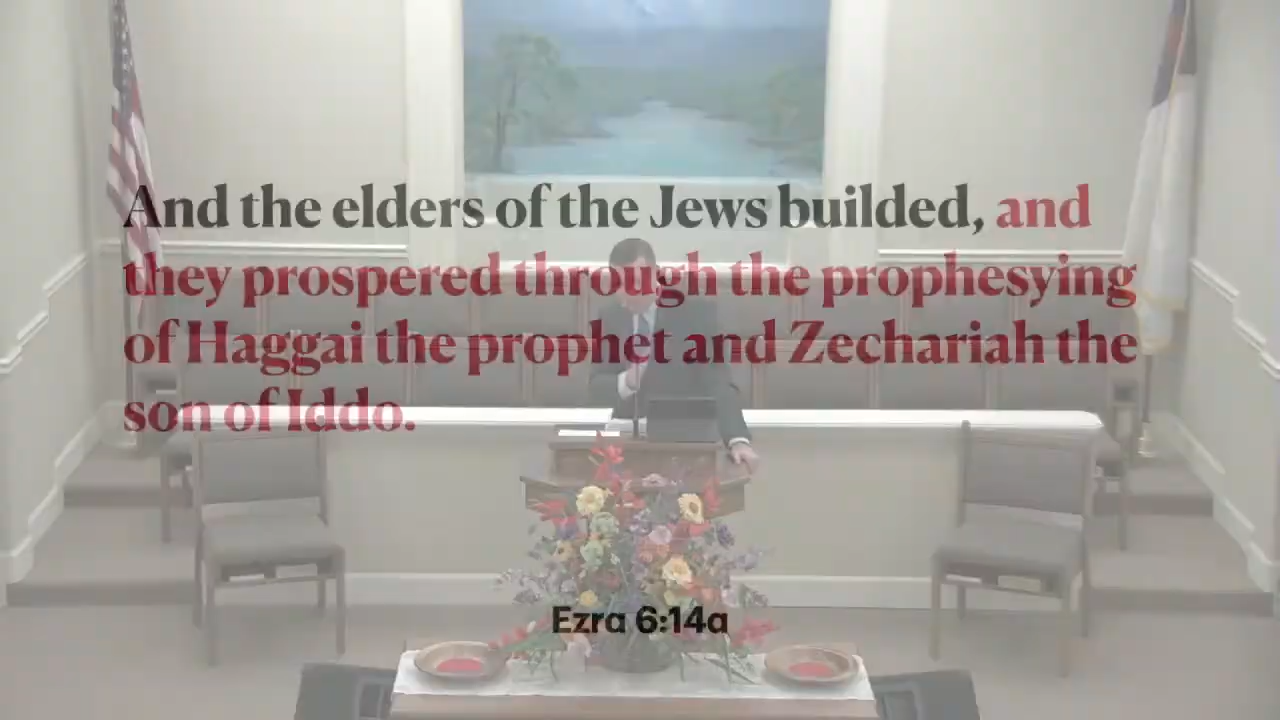 And the elders of the Jews builded, and
they prospered through the prophesying
of Haggai the prophet and Zechariah the
son of Iddo.
Ezra 6:14a